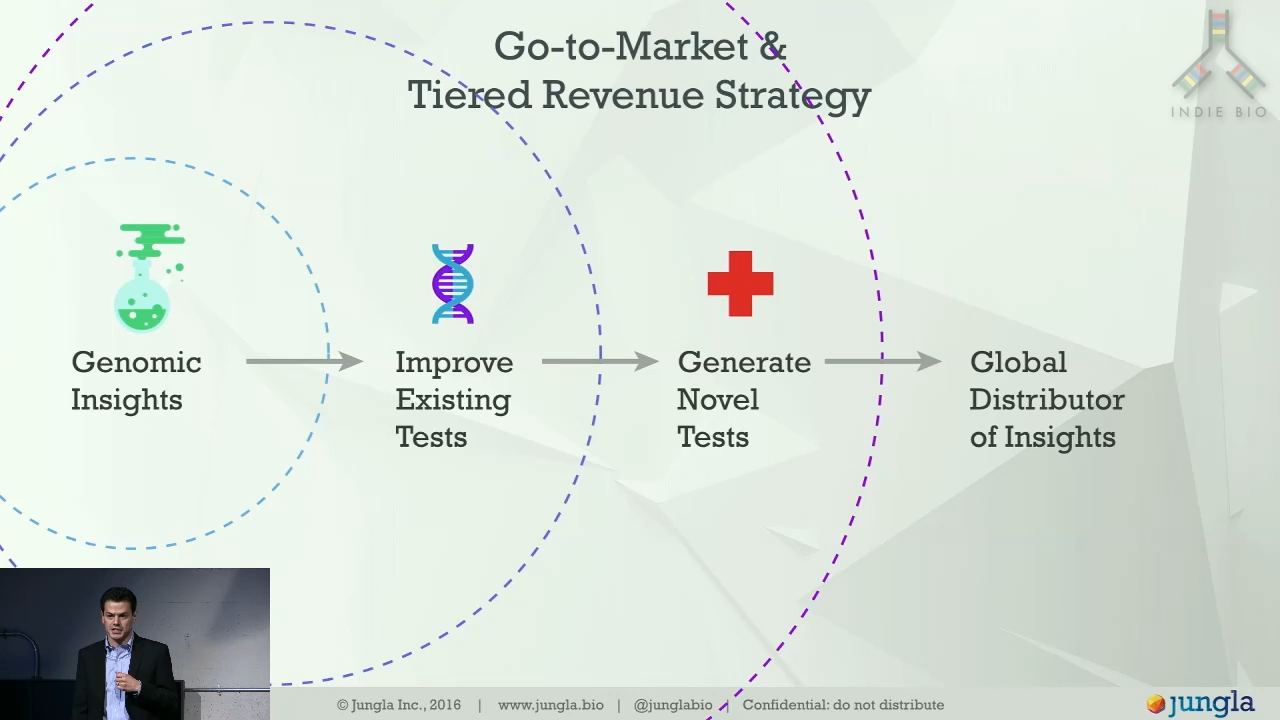 Go-to-Market &
Tiered Revenue Strategy
INDIE BIO
Genomic
Insights
Improve
Existing
Tests
Generate
Novel
Tests
Global
Distributor
of Insights
© Jungla Inc., 2016 | www.jungla.bio | @junglabio | Confidential: do not distribute
jungla